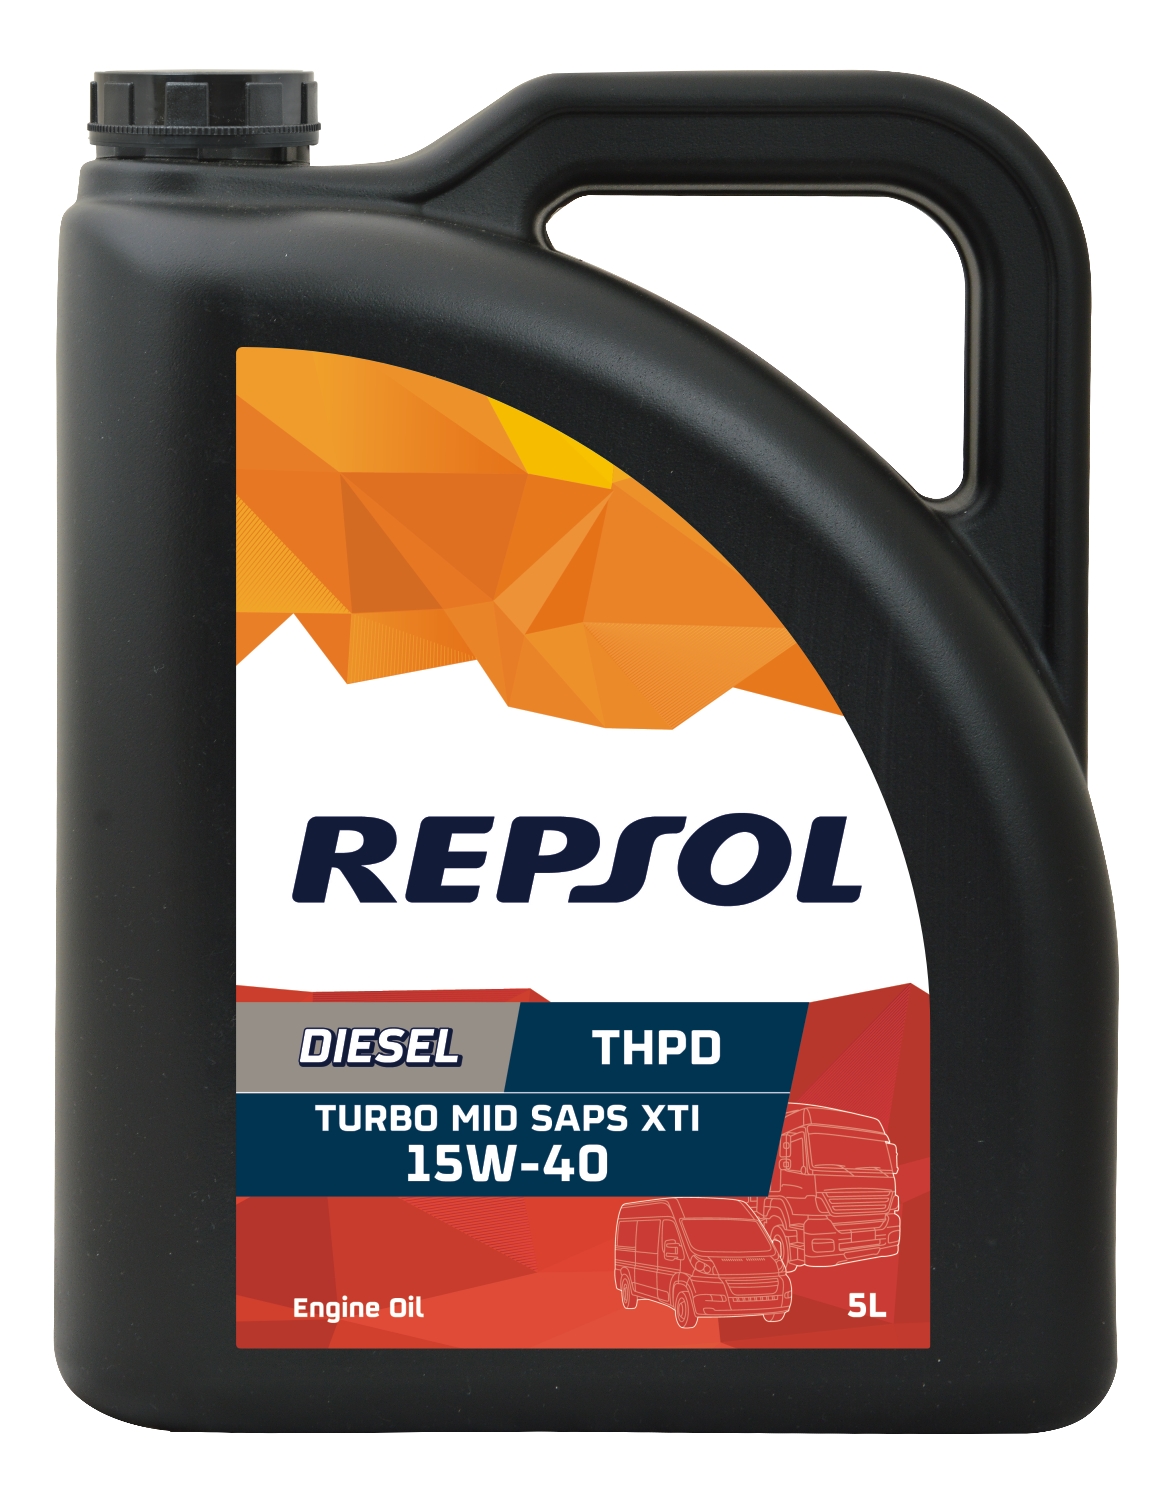 REPSOL
DIESEL THPD
TURBO MID SAPS XTI
15W-40
Engine Oil 5L